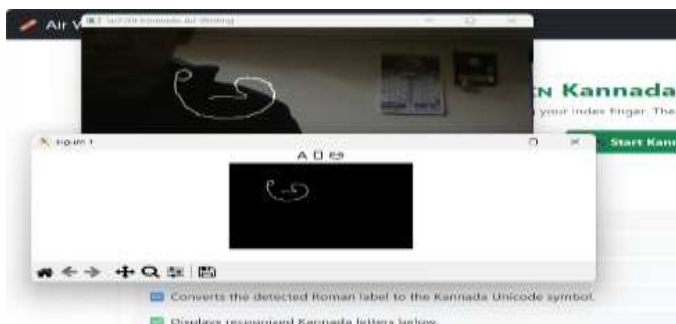 Air
Kannada Air Writing
Kannada
your index finger. The
Start Kann
Figure 1
A
Converts the detected Roman label to the Kannada Unicode symbol.
Displays recognized Kannada letters below.